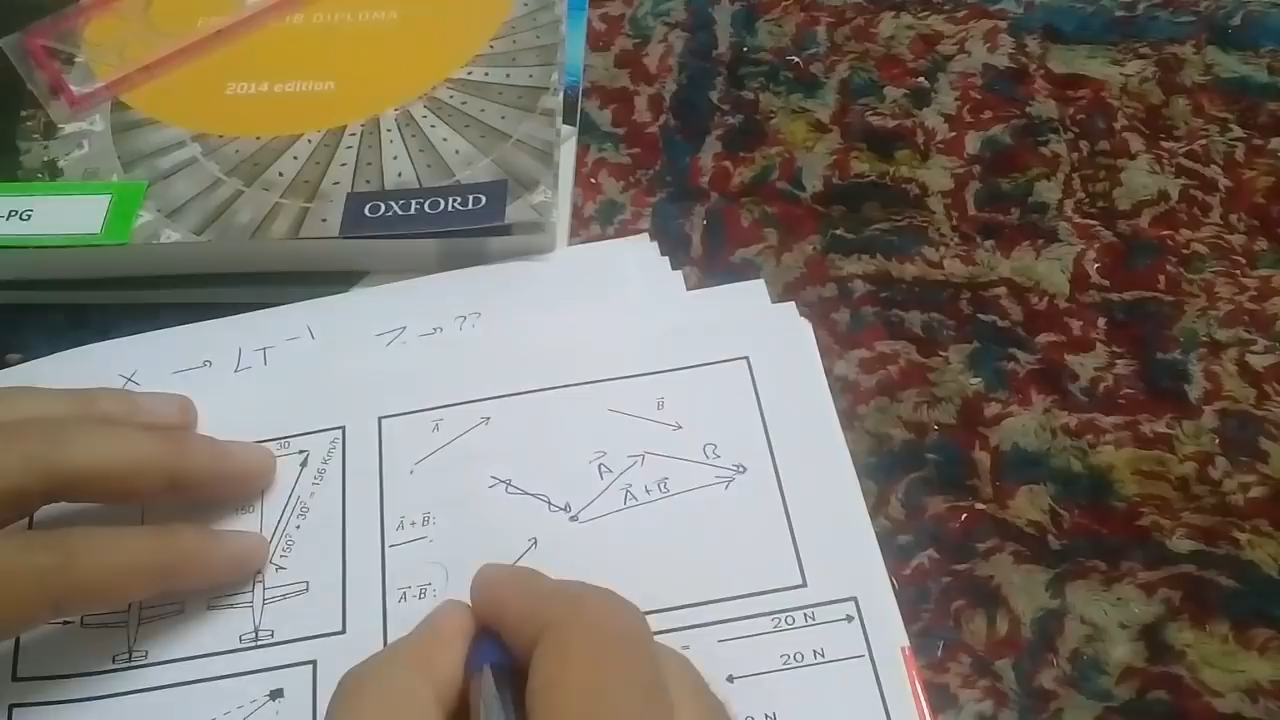 IB DIPLOMA
2014 edition
OXFORD
-PG
X → LT⁻¹ Z → ??
30
150
√150² + 30² = 156 Km/h
A⃗
B⃗
A⃗ B
A⃗+B⃗
A⃗ + B⃗:
A⃗ - B⃗:
= 20 N
20 N
N